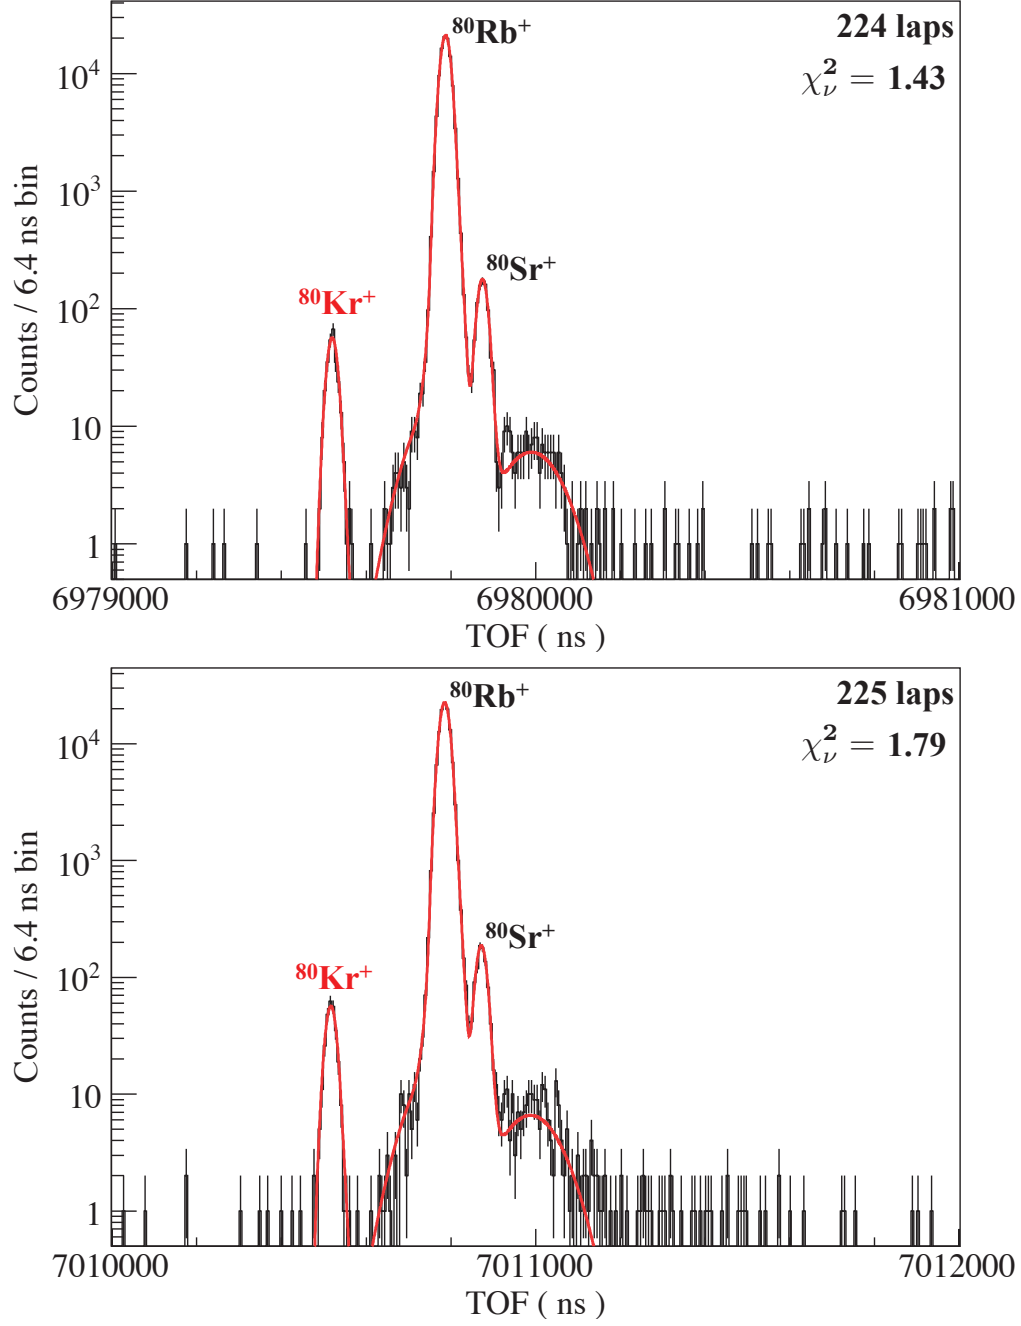 224 laps
χ²ᵥ = 1.43
⁸⁰Rb⁺
⁸⁰Sr⁺
⁸⁰Kr⁺
10⁴
10³
10²
10
1
Counts / 6.4 ns bin
6979000 6980000 6981000
TOF ( ns )
225 laps
χ²ᵥ = 1.79
⁸⁰Rb⁺
⁸⁰Sr⁺
⁸⁰Kr⁺
10⁴
10³
10²
10
1
Counts / 6.4 ns bin
7010000 7011000 7012000
TOF ( ns )